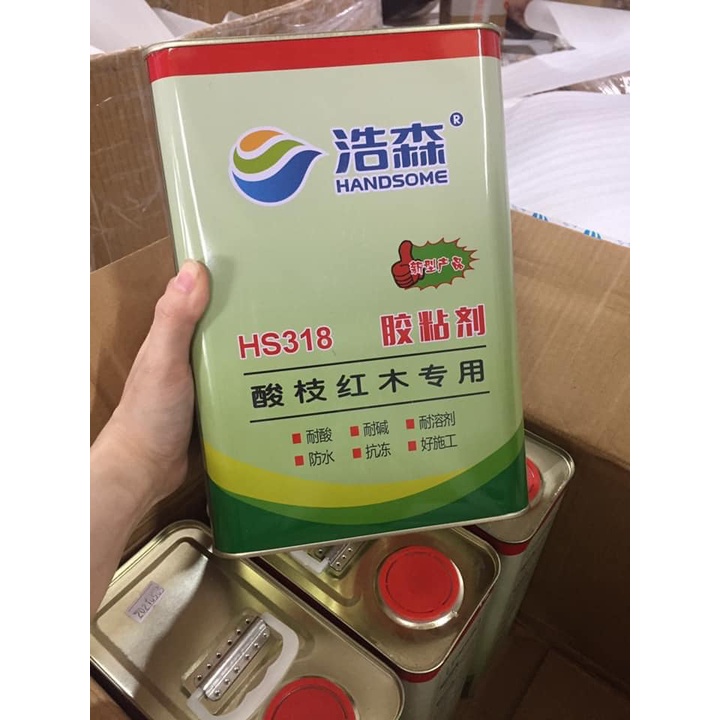 浩森®
HANDSOME
新型产品
HS318 胶粘剂
酸枝红木专用
耐酸 耐碱 耐溶剂
防水 抗冻 好施工